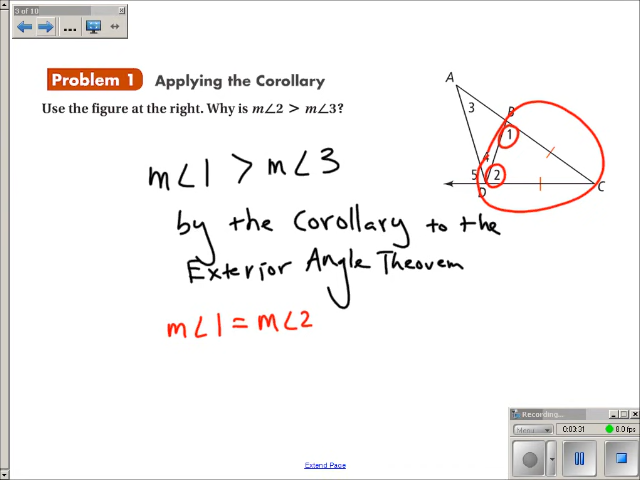 3 of 10
Problem 1 Applying the Corollary
Use the figure at the right. Why is m∠2 > m∠3?
A
3
B
1
4
5
2
D
C
m∠1 > m∠3
by the Corollary to the
Exterior Angle Theorem
m∠1 = m∠2
Recording...
Menu
0:03:31
8.0 fps
Extend Page